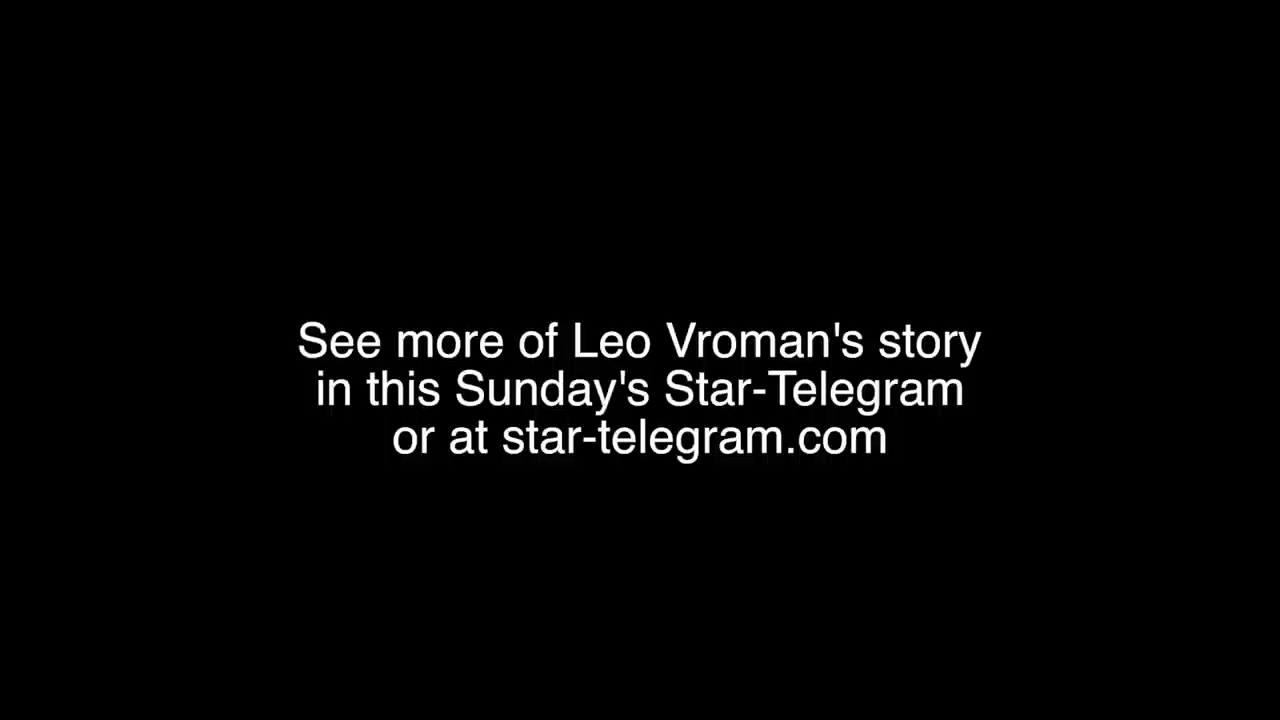 See more of Leo Vroman's story
in this Sunday's Star-Telegram
or at star-telegram.com